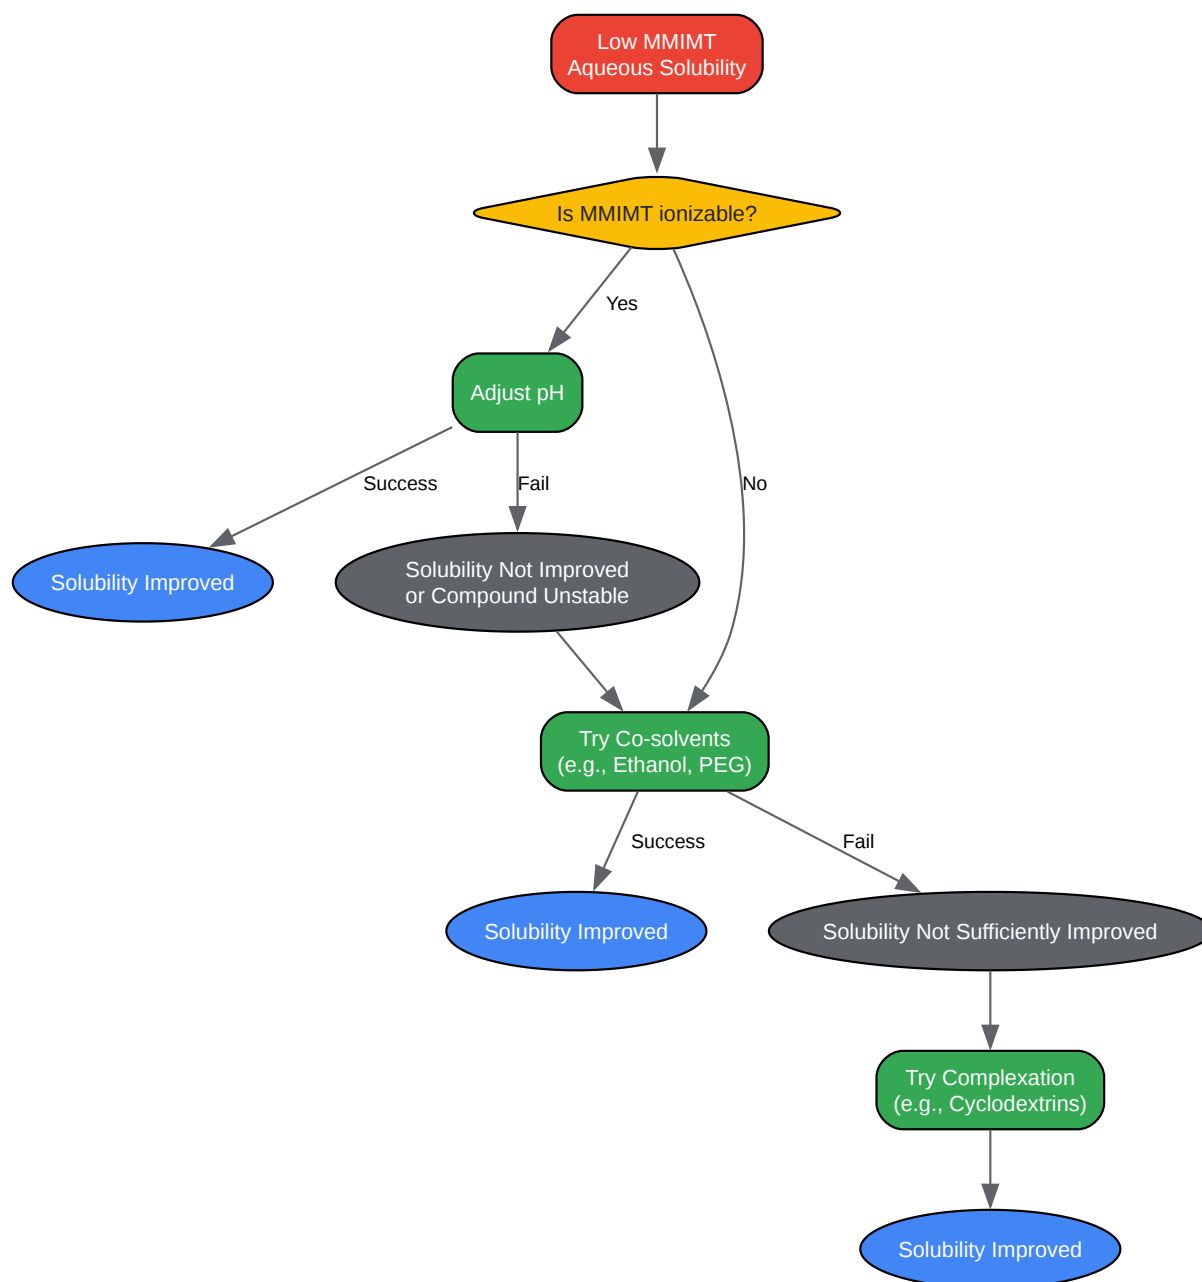 Low MMIMT
Aqueous Solubility
Is MMIMT ionizable?
Yes
Adjust pH
Success
Fail
No
Solubility Improved
Solubility Not Improved
or Compound Unstable
Try Co-solvents
(e.g., Ethanol, PEG)
Success
Fail
Solubility Improved
Solubility Not Sufficiently Improved
Try Complexation
(e.g., Cyclodextrins)
Solubility Improved